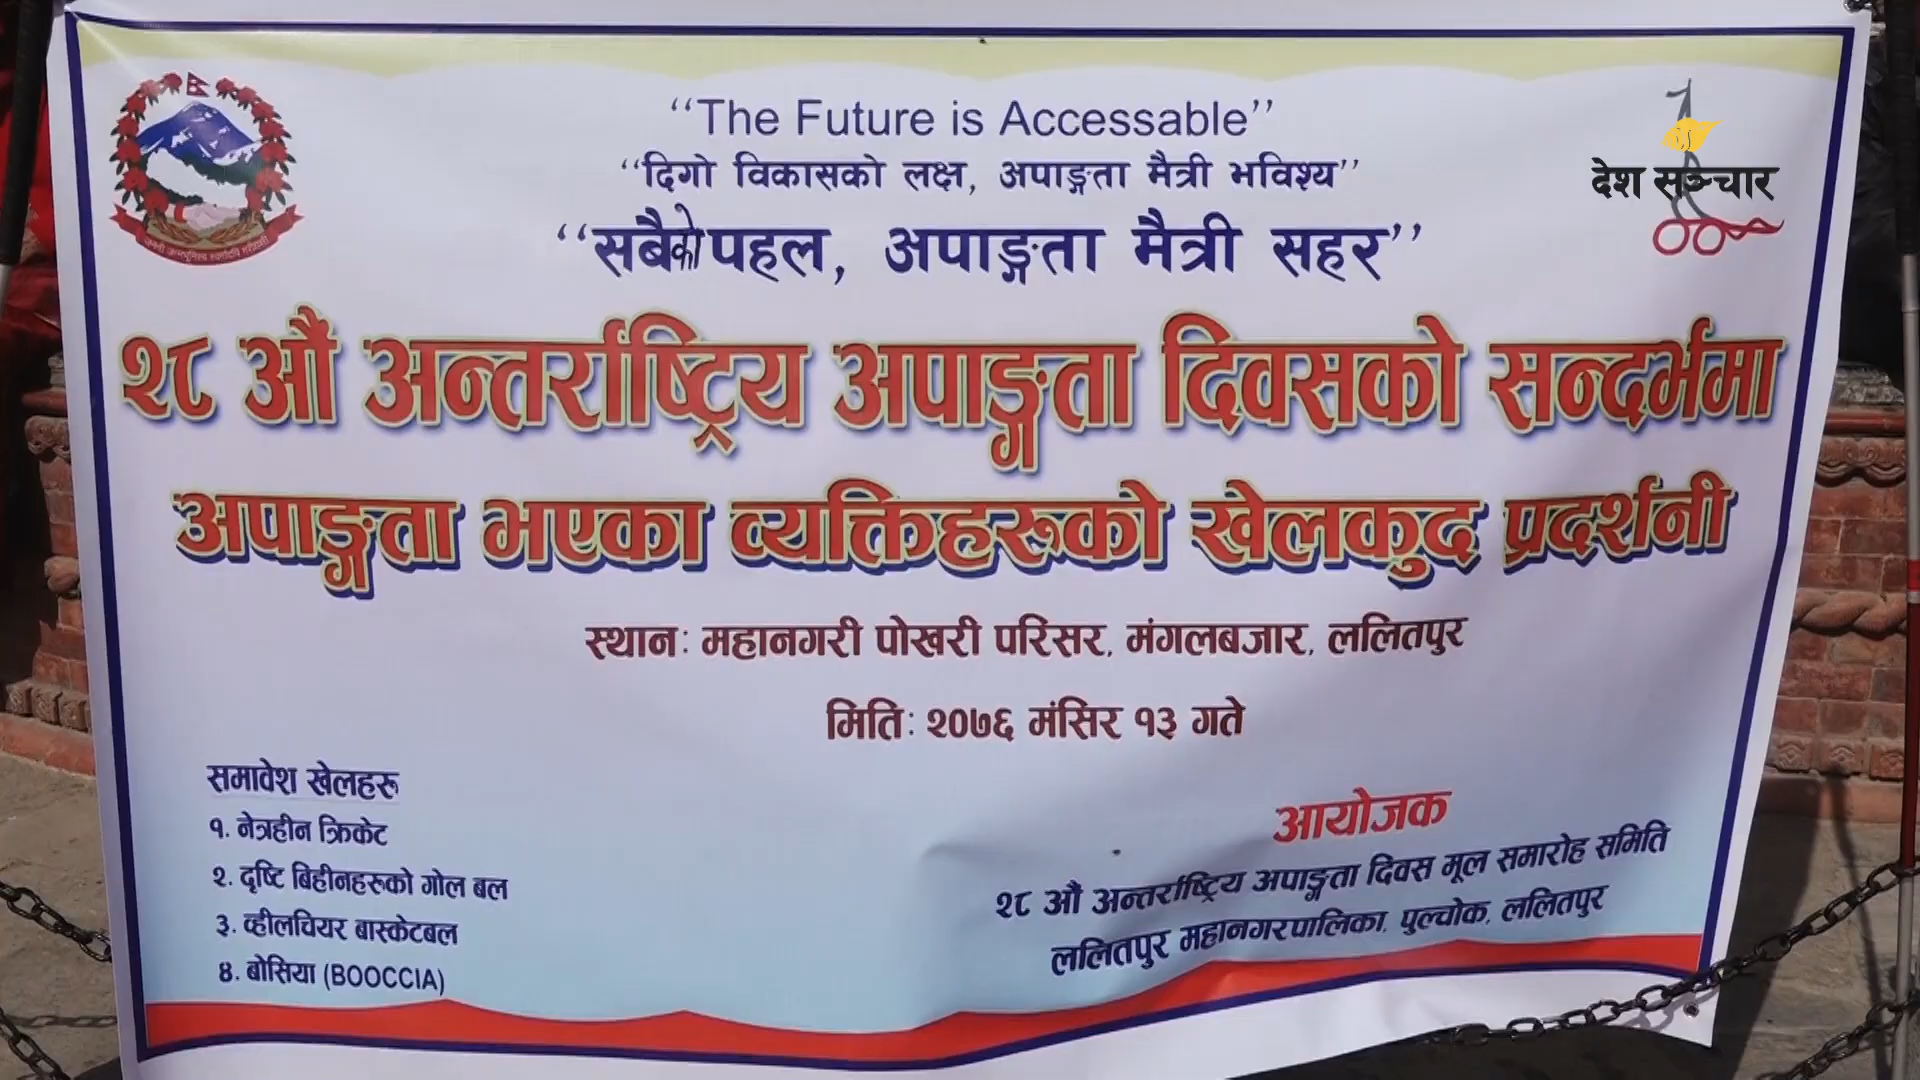 “The Future is Accessable”
“दिगो विकासको लक्ष, अपाङ्गता मैत्री भविश्य”
“सबैको पहल, अपाङ्गता मैत्री सहर”
देश सञ्चार
२८ औं अन्तर्राष्ट्रिय अपाङ्गता दिवसको सन्दर्भमा
अपाङ्गता भएका व्यक्तिहरुको खेलकुद प्रदर्शनी
स्थान: महानगरी पोखरी परिसर, मंगलबजार, ललितपुर
मिति: २०७६ मंसिर १३ गते
समावेश खेलहरु
१. नेत्रहीन क्रिकेट
२. दृष्टि बिहीनहरुको गोल बल
३. व्हीलचियर बास्केटबल
४. बोसिया (BOOCCIA)
आयोजक
२८ औं अन्तर्राष्ट्रिय अपाङ्गता दिवस मूल समारोह समिति
ललितपुर महानगरपालिका, पुल्चोक, ललितपुर